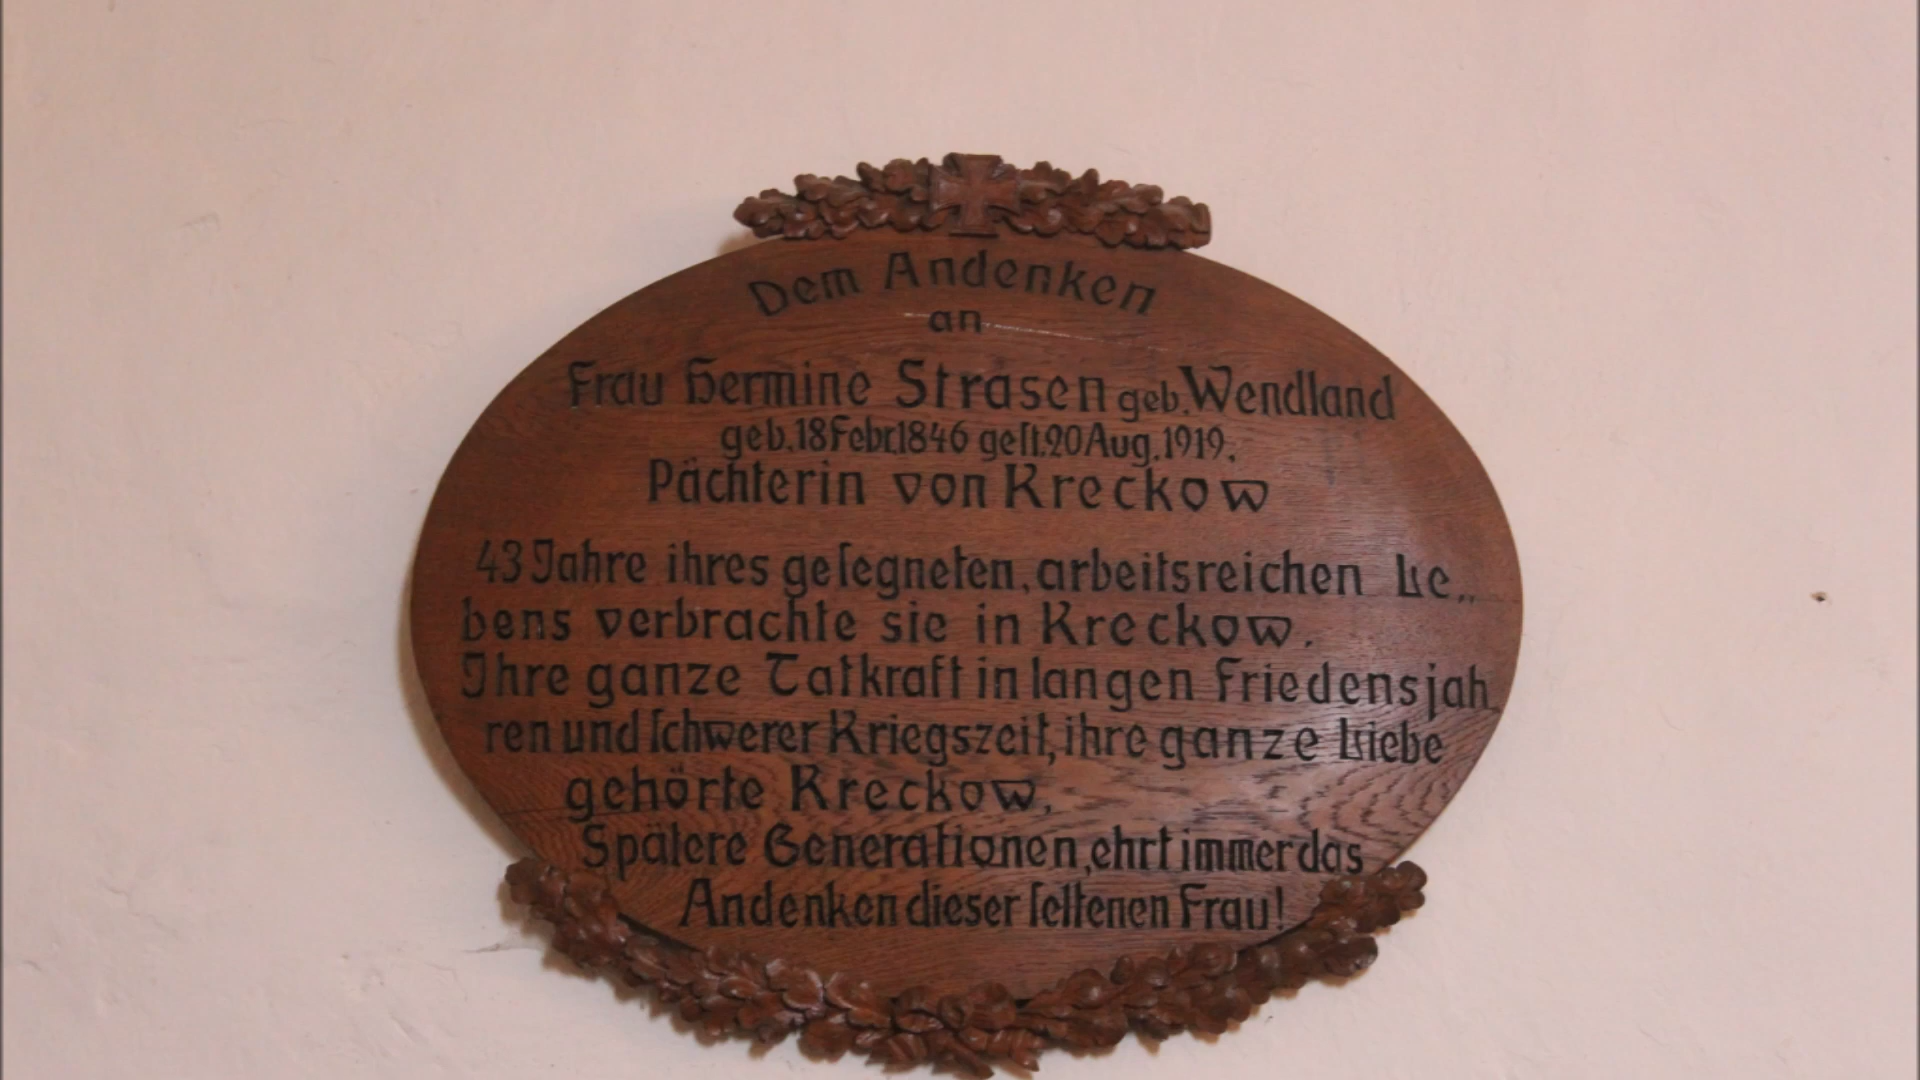 Dem Andenken
an
Frau Hermine Strasen geb. Wendland
geb. 18 Febr. 1846 geſt. 20 Aug. 1919.
Pächterin von Kreckow
43 Jahre ihres geſegneten, arbeitsreichen Le„
bens verbrachte sie in Kreckow.
Ihre ganze Tatkraft in langen Friedensjah
ren und ſchwerer Kriegszeit, ihre ganze Liebe
gehörte Kreckow,
Spätere Generationen, ehrt immer das
Andenken dieser ſeltenen Frau!